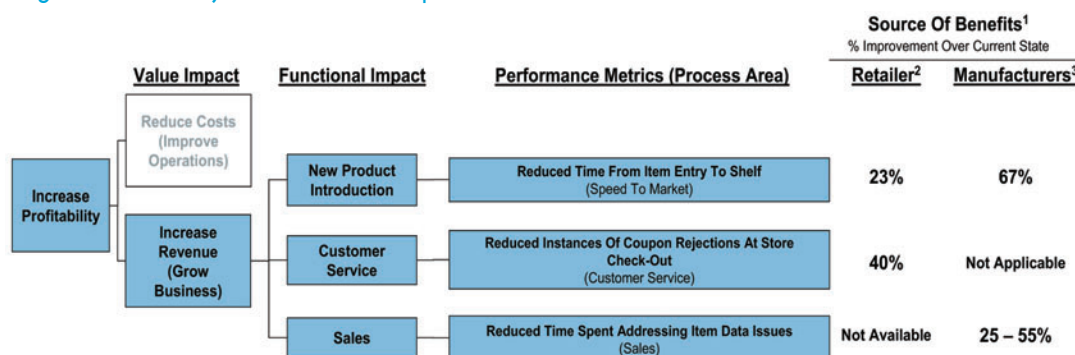 Source Of Benefits1
% Improvement Over Current State
Value Impact
Functional Impact
Performance Metrics (Process Area)
Retailer2
Manufacturers3
Reduce Costs
(Improve
Operations)
Increase
Profitability
New Product
Introduction
Reduced Time From Item Entry To Shelf
(Speed To Market)
23%
67%
Increase
Revenue
(Grow
Business)
Customer
Service
Reduced Instances Of Coupon Rejections At Store
Check-Out
(Customer Service)
40%
Not Applicable
Sales
Reduced Time Spent Addressing Item Data Issues
(Sales)
Not Available
25 – 55%